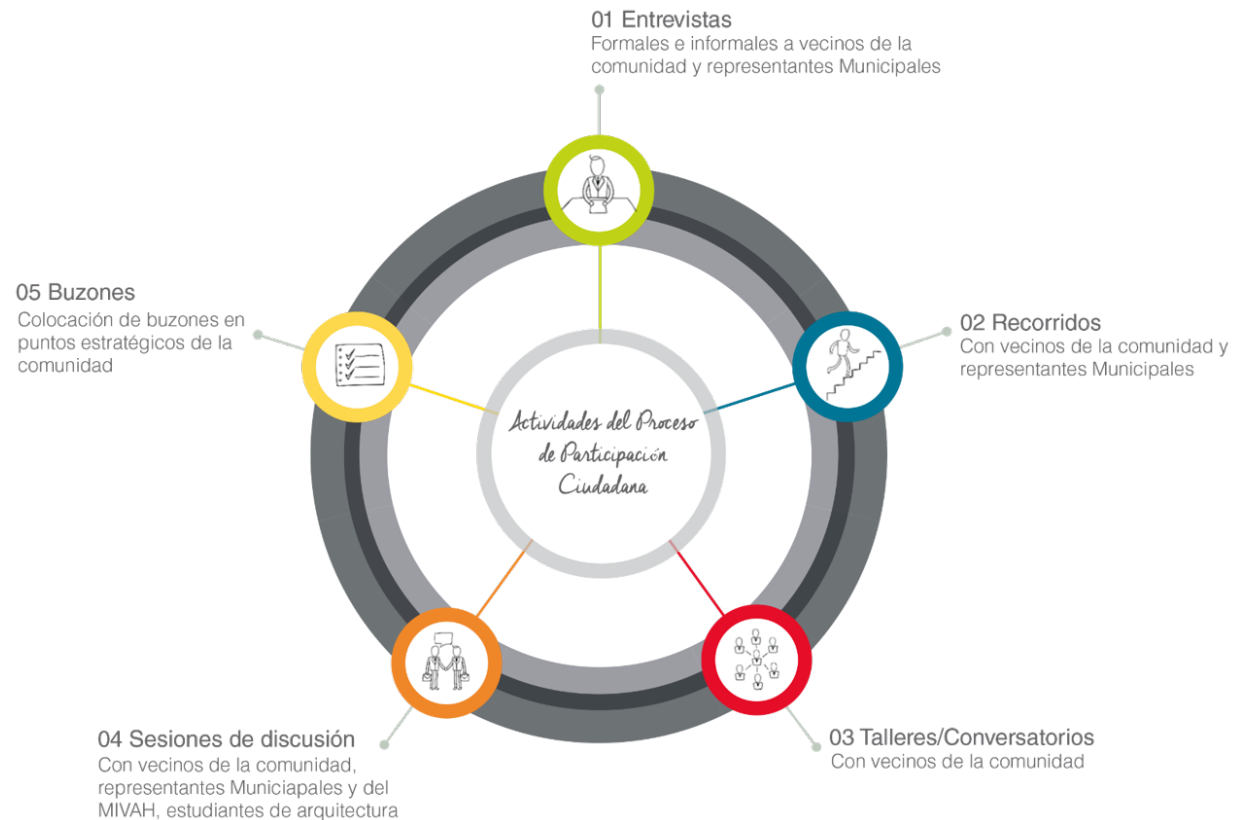 01 Entrevistas
Formales e informales a vecinos de la
comunidad y representantes Municipales
02 Recorridos
Con vecinos de la comunidad y
representantes Municipales
03 Talleres/Conversatorios
Con vecinos de la comunidad
04 Sesiones de discusión
Con vecinos de la comunidad,
representantes Municiapales y del
MIVAH, estudiantes de arquitectura
05 Buzones
Colocación de buzones en
puntos estratégicos de la
comunidad
Actividades del Proceso
de Participación
Ciudadana